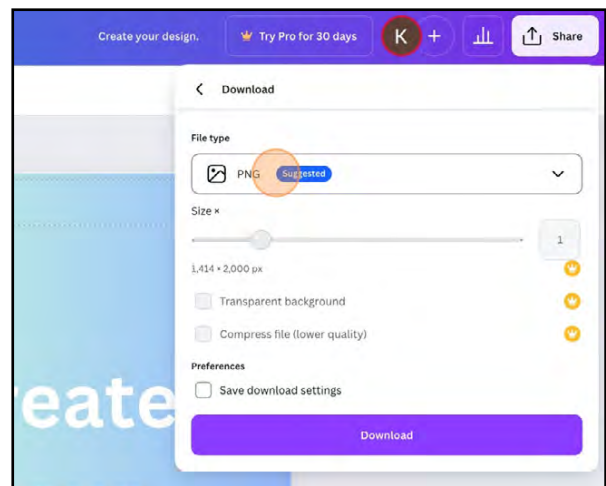 Create your design.
Try Pro for 30 days
K
+
Share
Download
File type
PNG Suggested
Size ×
1
1,414 × 2,000 px
Transparent background
Compress file (lower quality)
Preferences
Save download settings
Download
eate